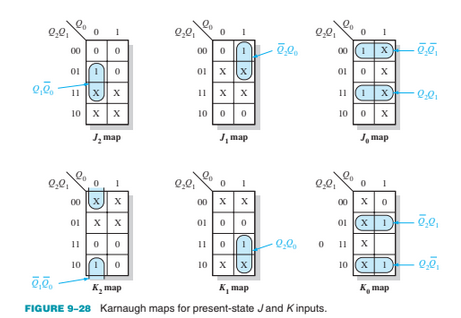 Q₂Q₁ Q₀ 0 1
00 0 0
01 1 0
11 X X
10 X X
Q₁Q̅₀
J₂ map
Q₂Q₁ Q₀ 0 1
00 0 1
01 X X
11 X X
10 0 0
Q̅₂Q₀
J₁ map
Q₂Q₁ Q₀ 0 1
00 1 X
01 0 X
11 1 X
10 0 X
Q̅₂Q̅₁
Q₂Q₁
J₀ map
Q₂Q₁ Q₀ 0 1
00 X X
01 X X
11 0 0
10 1 0
Q̅₁Q̅₀
K₂ map
Q₂Q₁ Q₀ 0 1
00 X X
01 0 0
11 0 1
10 X X
Q₂Q₀
K₁ map
Q₂Q₁ Q₀ 0 1
00 X 0
01 X 1
0 11 X
10 X 1
Q̅₂Q₁
Q₂Q̅₁
K₀ map
FIGURE 9–28 Karnaugh maps for present-state J and K inputs.